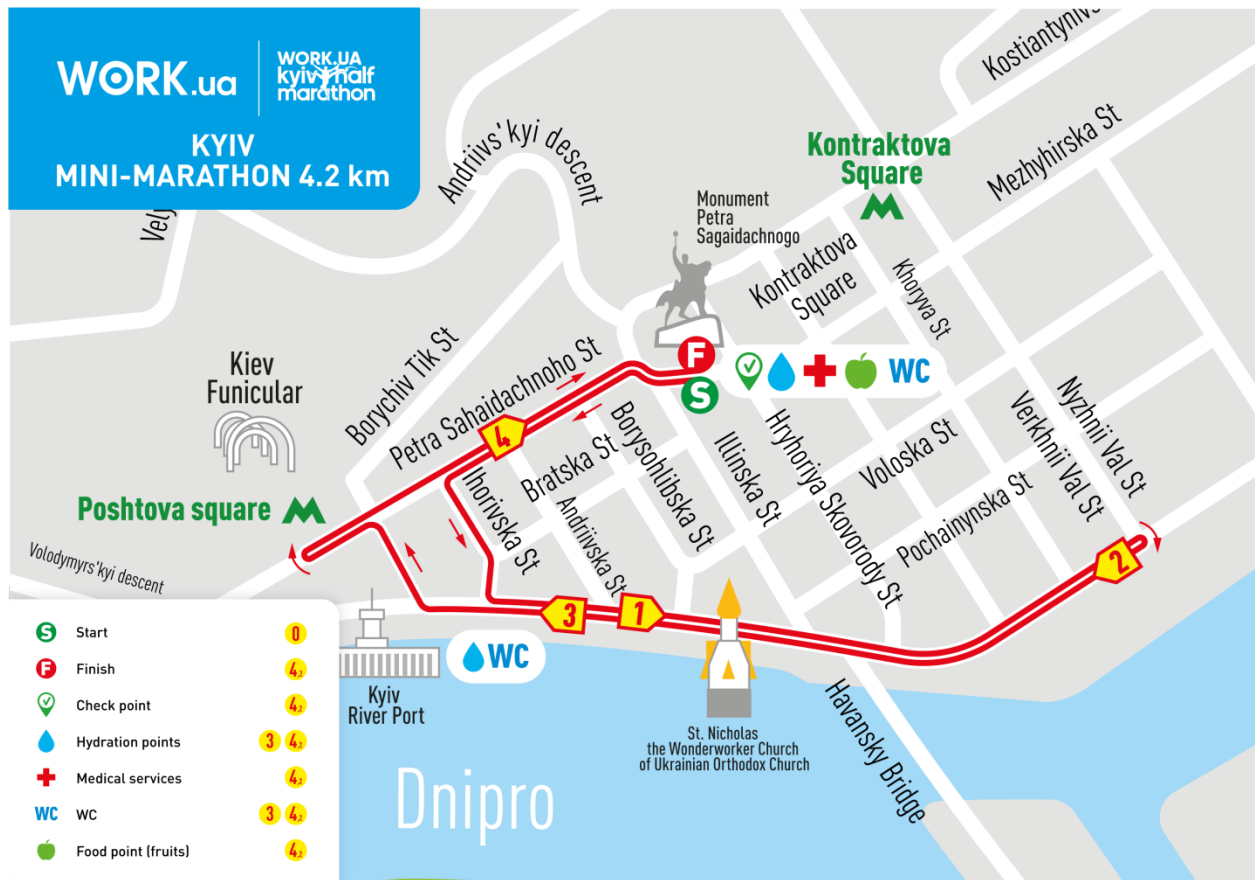 WORK.ua
WORK.UA
kyiv half
marathon
KYIV
MINI-MARATHON 4.2 km
Andriivs'kyi descent
Mezhyhirska St
Kontraktova
Square
Monument
Petra
Sagaidachnogo
Kontraktova
Square
Khoryva St
Kiev
Funicular
Borychiv Tik St
Petra Sahaidachnoho St
F
S
WC
4
Poshtova square
Ihorivska St
Bratska St
Andriivska St
Borysohlibska St
Illinska St
Hryhoriya Skovorody St
Voloska St
Pochainynska St
Verkhnii Val St
Nyzhnii Val St
2
Volodymyrs'kyi descent
3
1
WC
Kyiv
River Port
St. Nicholas
the Wonderworker Church
of Ukrainian Orthodox Church
Havansky Bridge
Dnipro
S Start 0
F Finish 4,2
Check point 4,2
Hydration points 3 4,2
Medical services 4,2
WC WC 3 4,2
Food point (fruits) 4,2